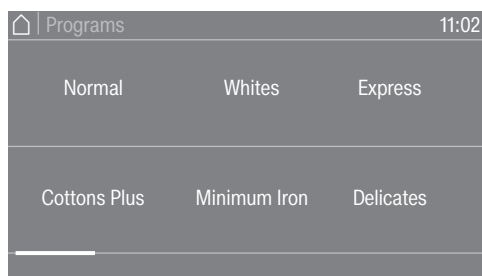 Programs 11:02
Normal Whites Express
Cottons Plus Minimum Iron Delicates